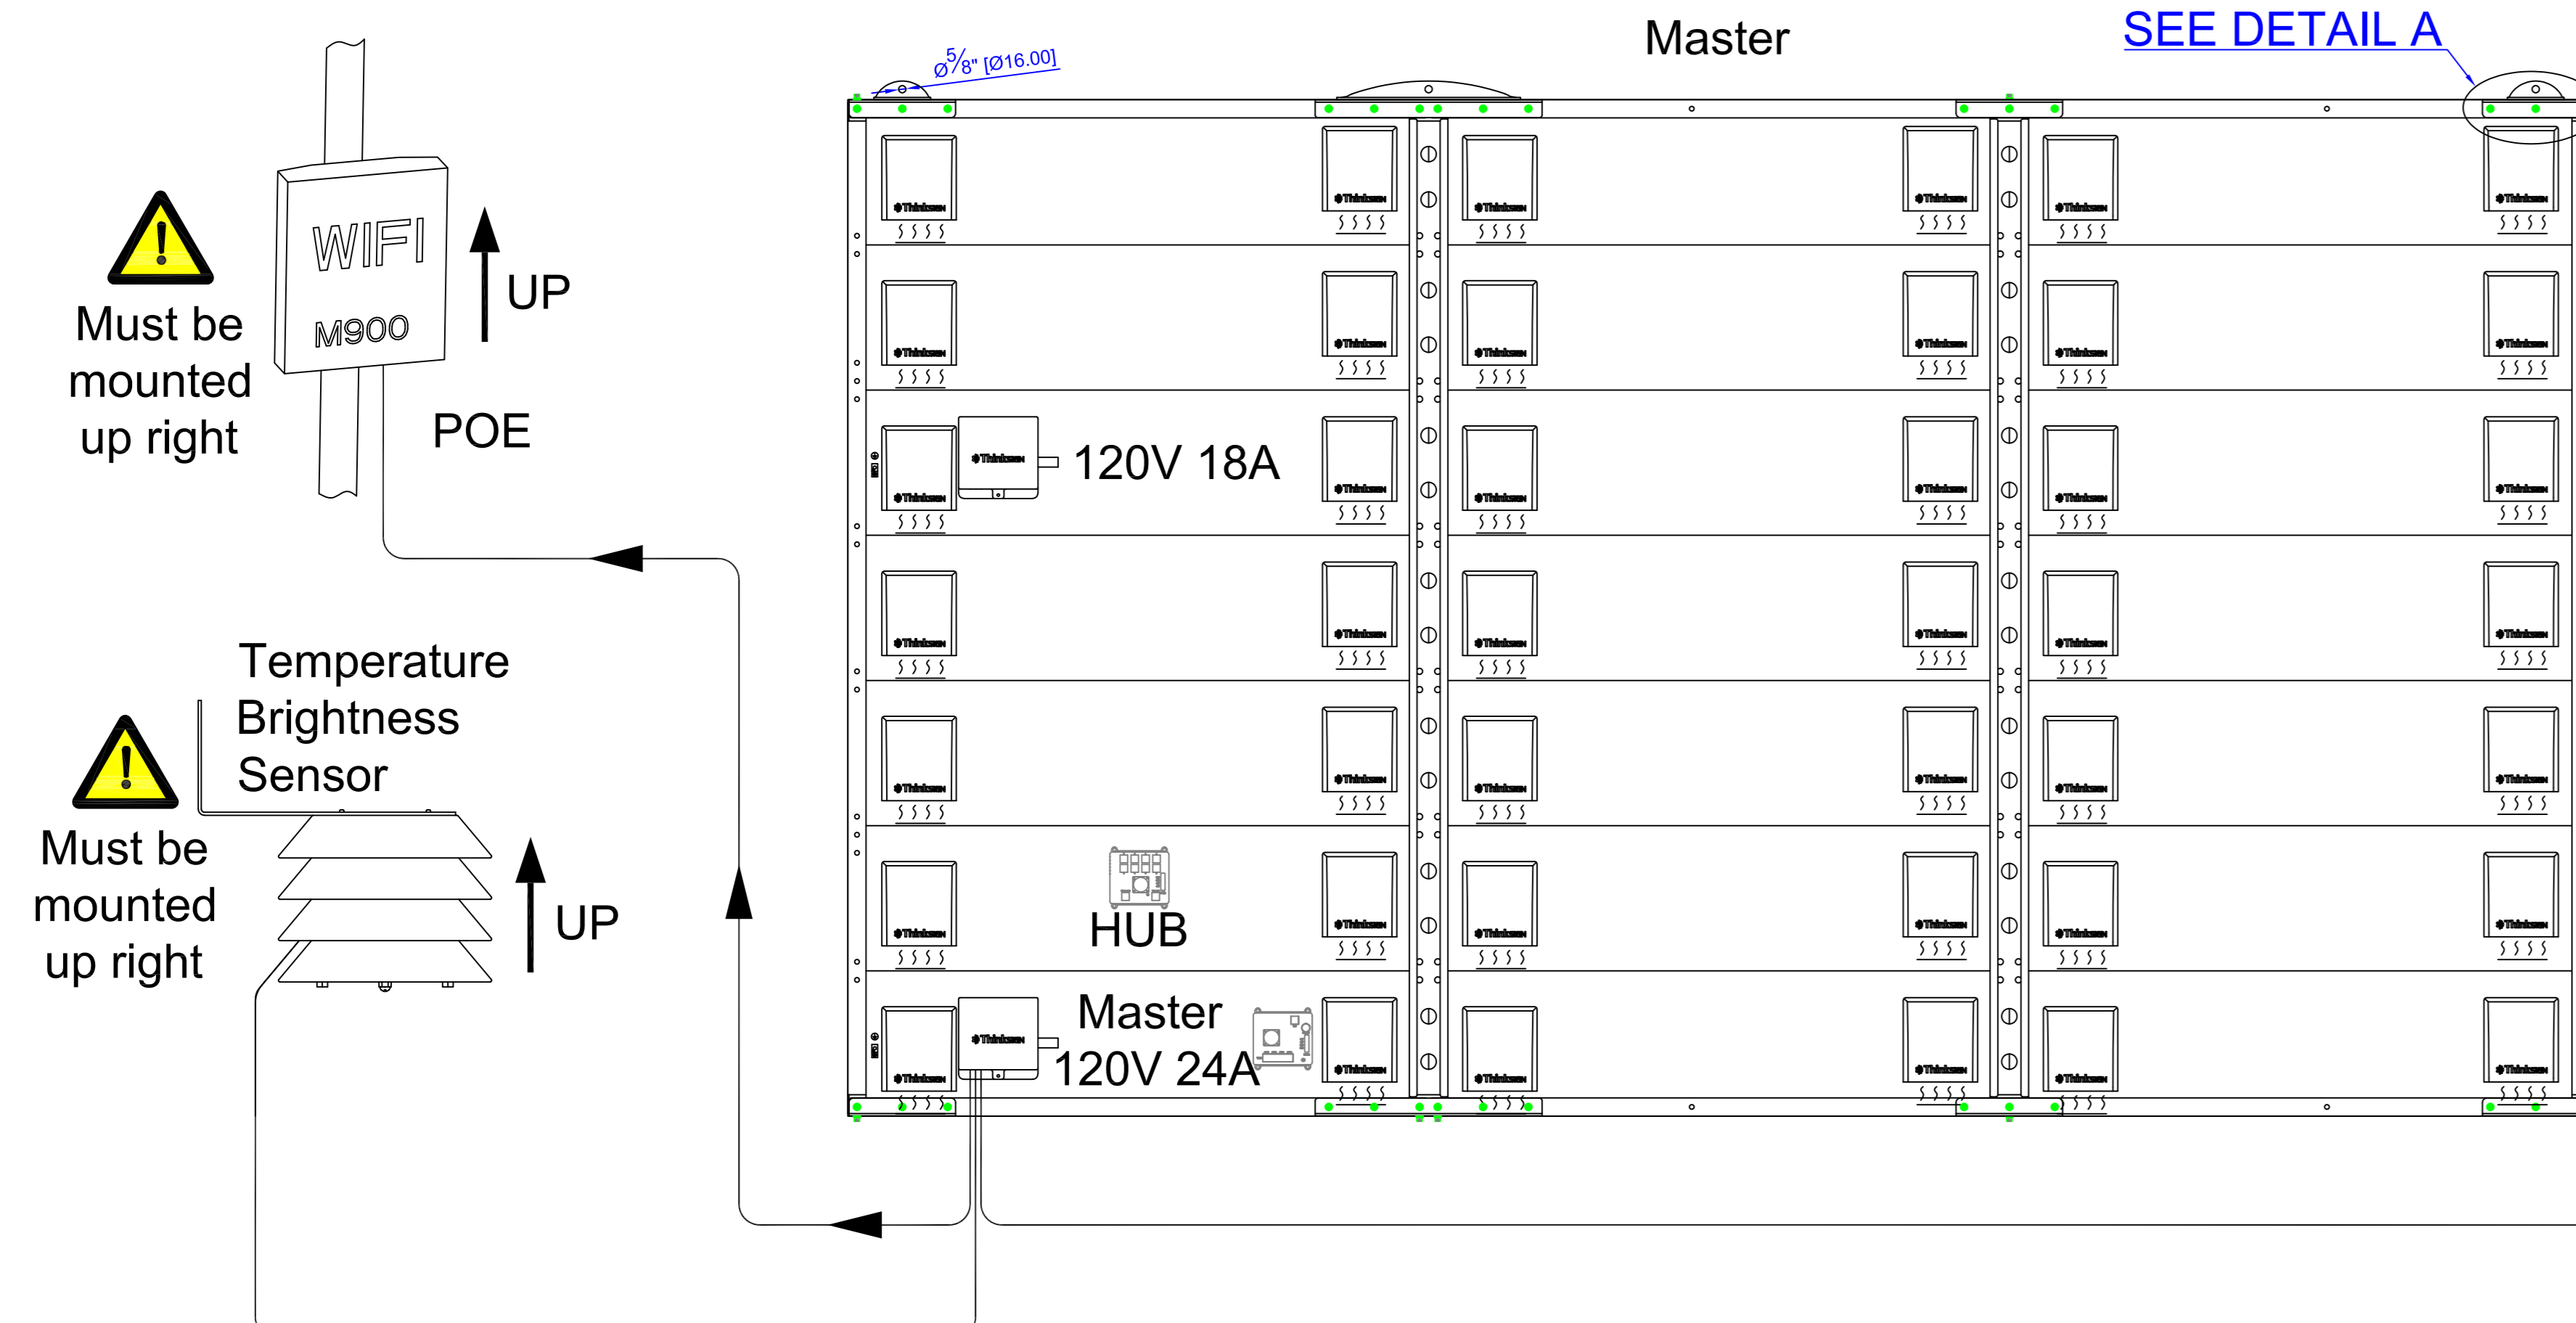 Master
SEE DETAIL A
Ø5/8" [Ø16.00]
WIFI
M900
UP
Must be
mounted
up right
POE
120V 18A
Temperature
Brightness
Sensor
Must be
mounted
up right
UP
HUB
Master
120V 24A
ThinkSIGN